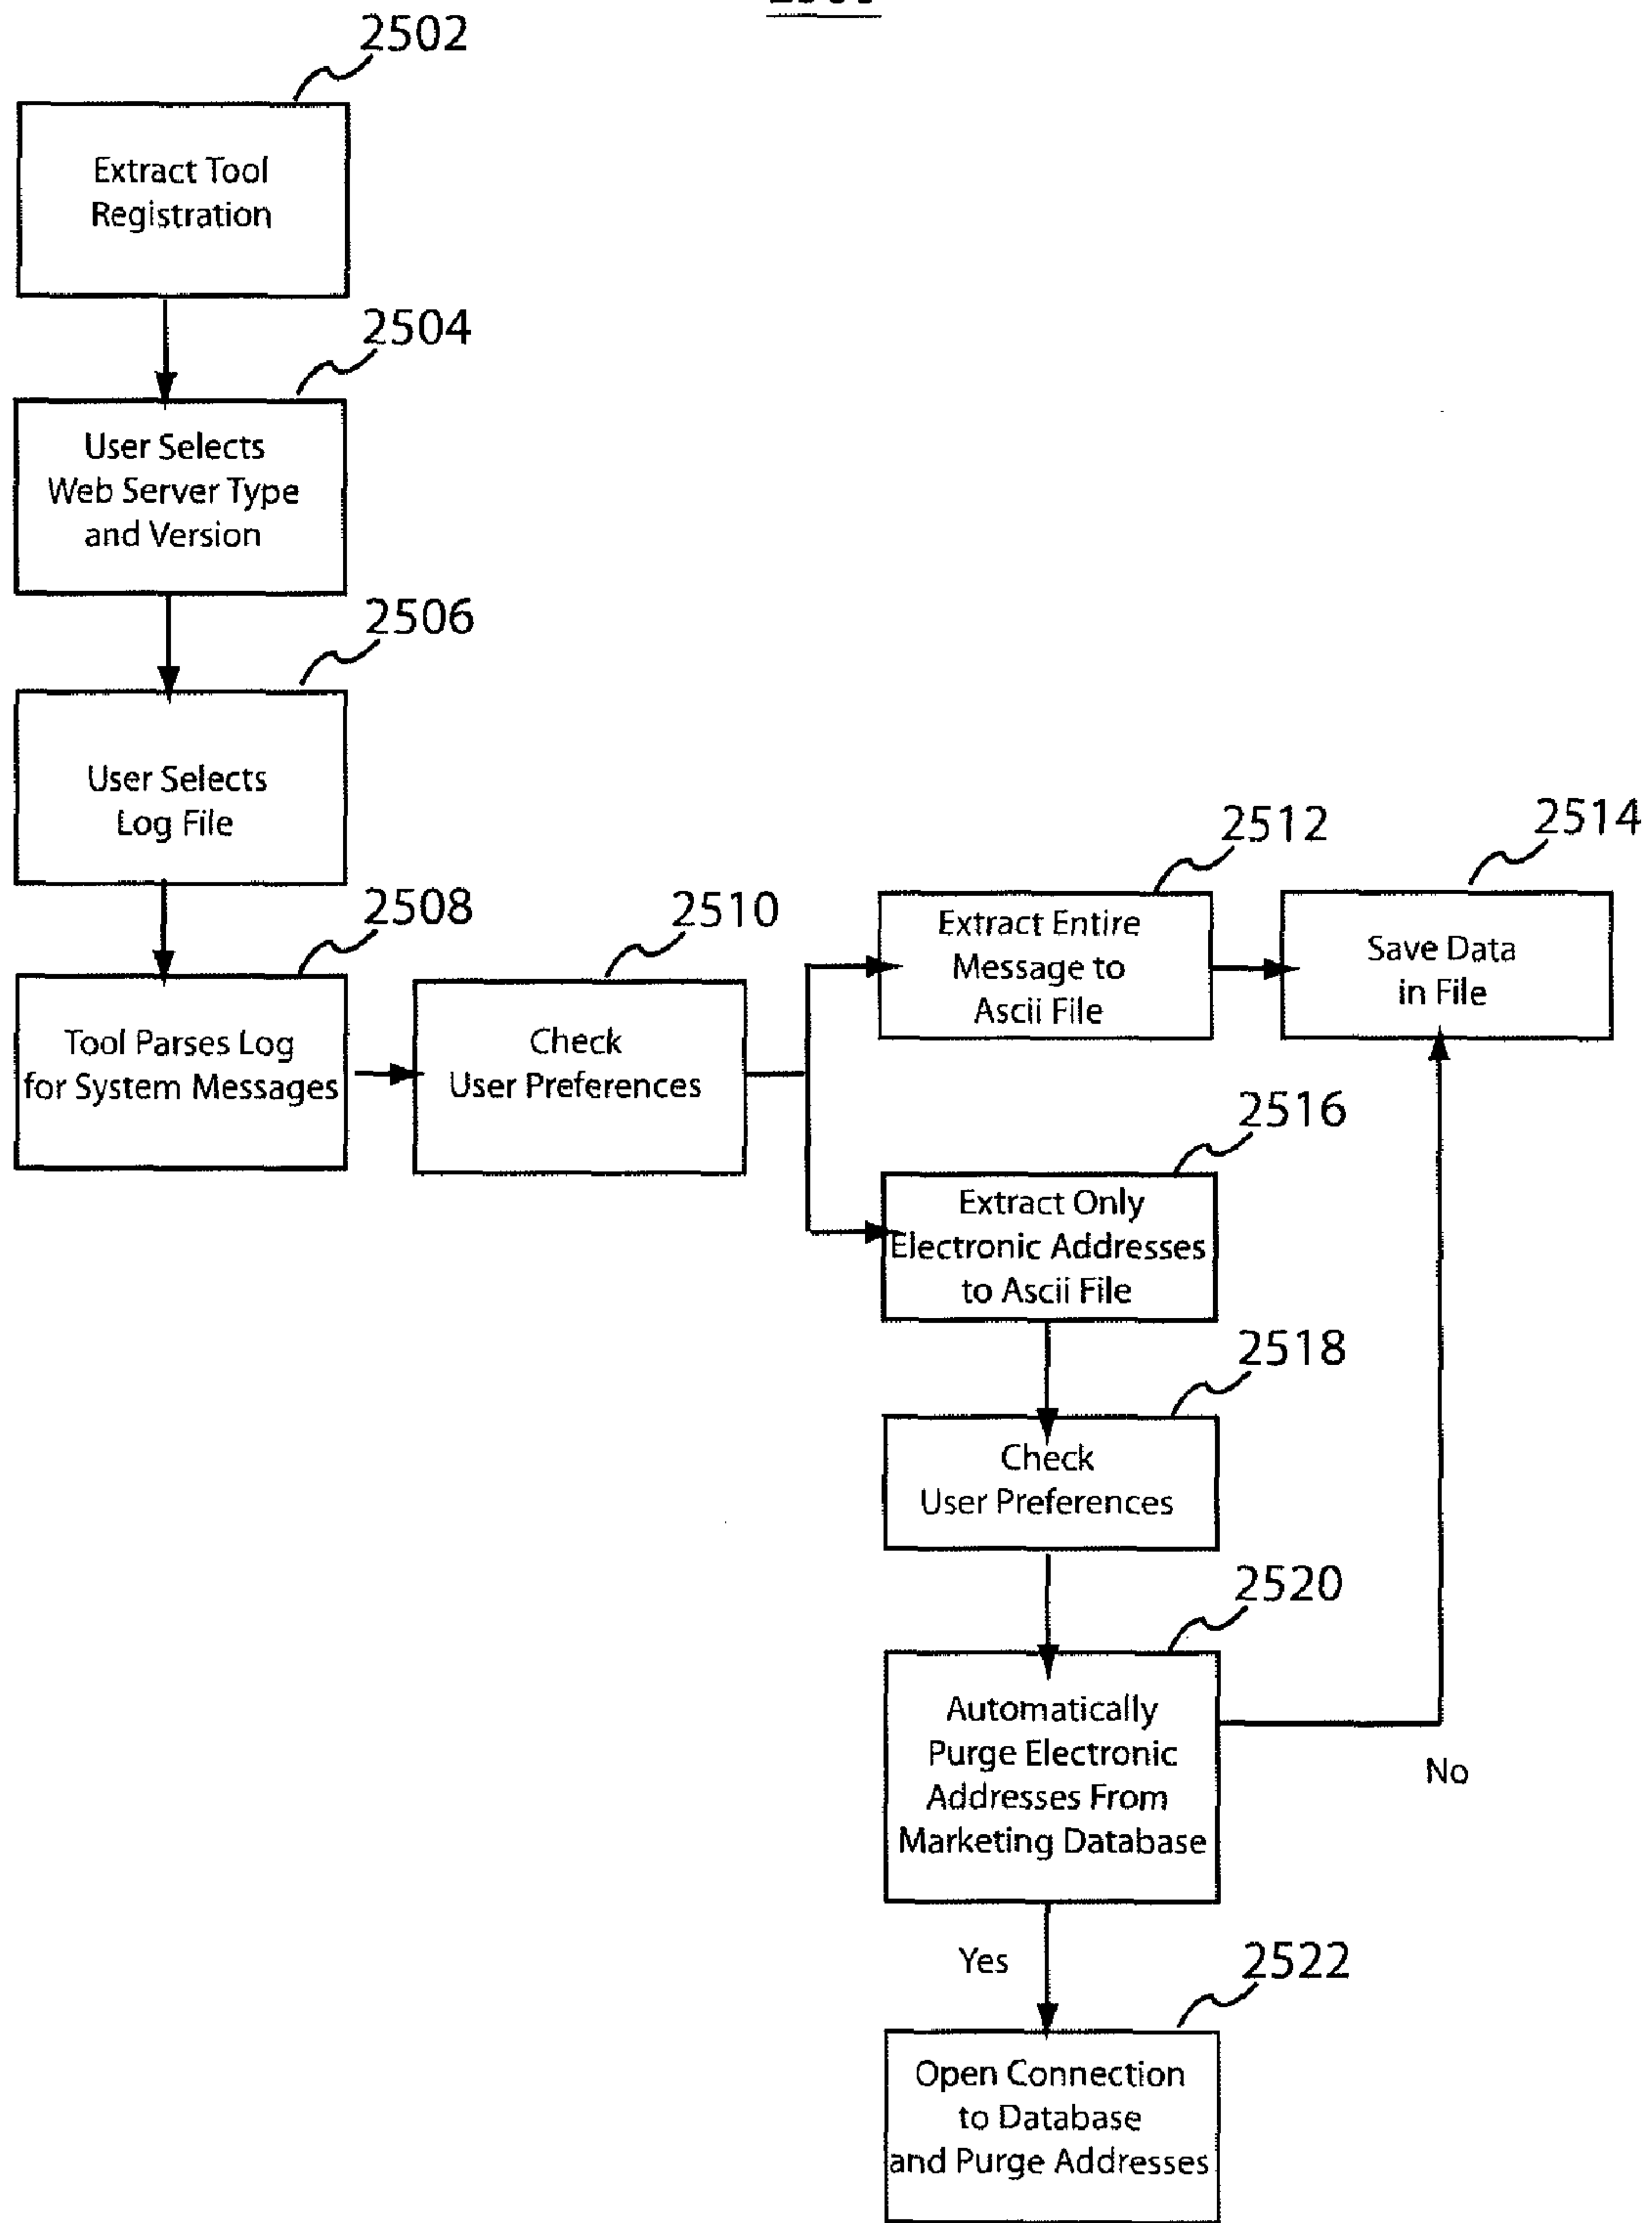 2502
Extract Tool
Registration
2504
User Selects
Web Server Type
and Version
2506
User Selects
Log File
2508
Tool Parses Log
for System Messages
2510
Check
User Preferences
2512
Extract Entire
Message to
Ascii File
2514
Save Data
in File
2516
Extract Only
Electronic Addresses
to Ascii File
2518
Check
User Preferences
2520
Automatically
Purge Electronic
Addresses From
Marketing Database
No
Yes
2522
Open Connection
to Database
and Purge Addresses